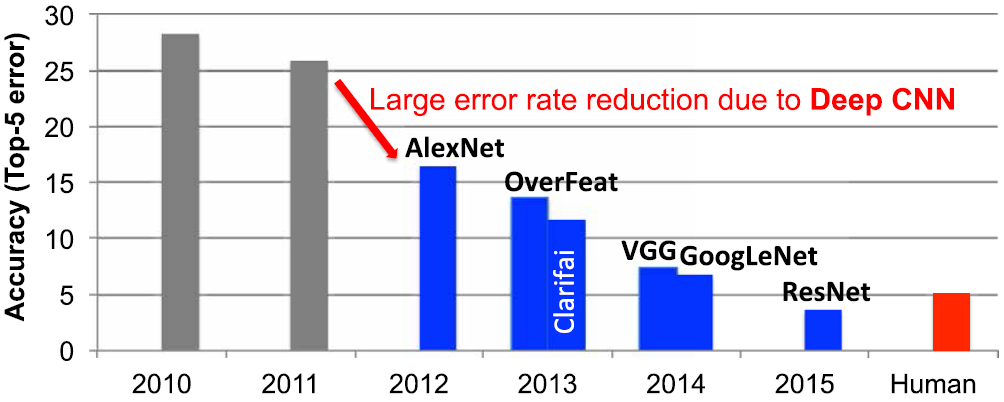 Accuracy (Top-5 error)
30
25
20
15
10
5
0
Large error rate reduction due to Deep CNN
AlexNet
OverFeat
Clarifai
VGG
GoogLeNet
ResNet
2010
2011
2012
2013
2014
2015
Human